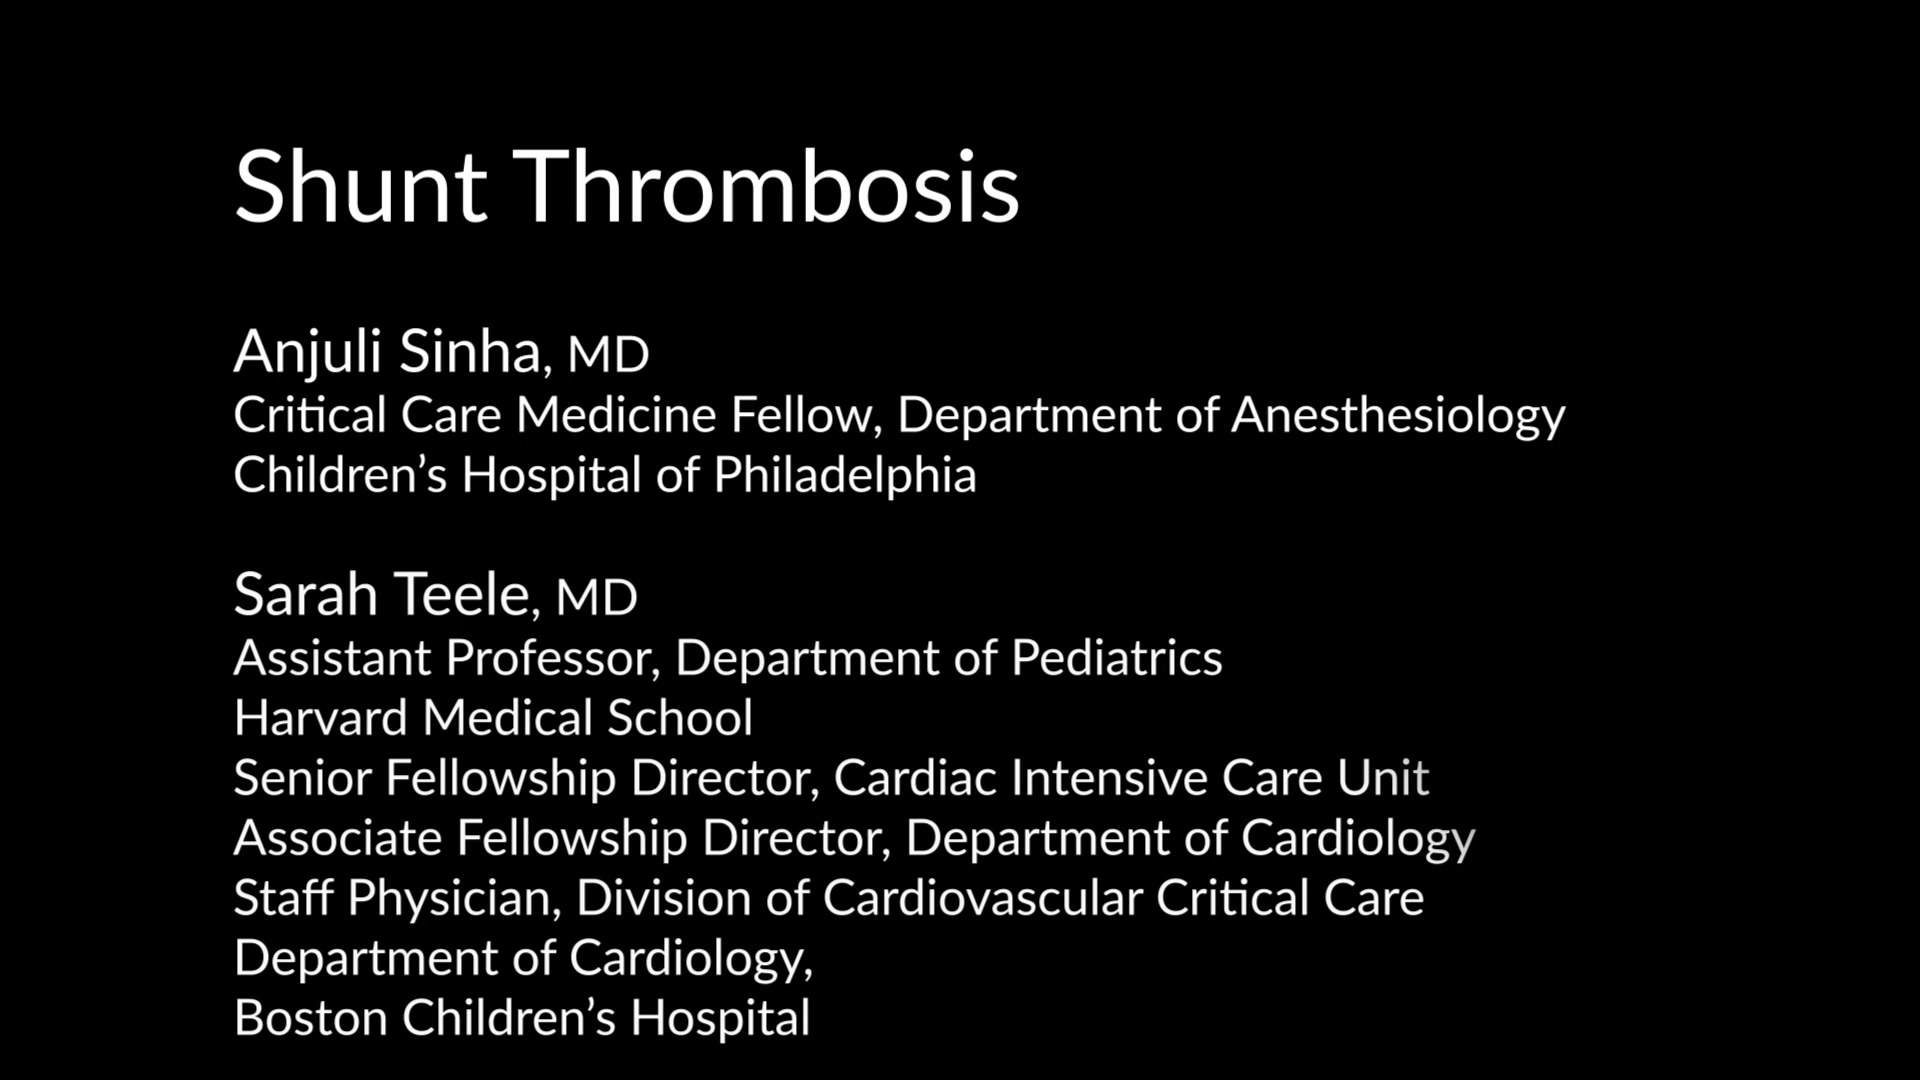 Shunt Thrombosis
Anjuli Sinha, MD
Critical Care Medicine Fellow, Department of Anesthesiology
Children’s Hospital of Philadelphia
Sarah Teele, MD
Assistant Professor, Department of Pediatrics
Harvard Medical School
Senior Fellowship Director, Cardiac Intensive Care Unit
Associate Fellowship Director, Department of Cardiology
Staff Physician, Division of Cardiovascular Critical Care
Department of Cardiology,
Boston Children’s Hospital